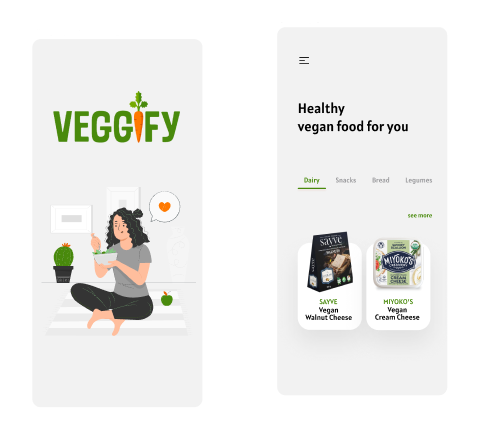 VEGGIFY
Healthy
vegan food for you
Dairy Snacks Bread Legumes
see more
sayve
MIYOKO'S
CREAM CHEESE
SAYVE
Vegan
Walnut Cheese
MIYOKO'S
Vegan
Cream Cheese